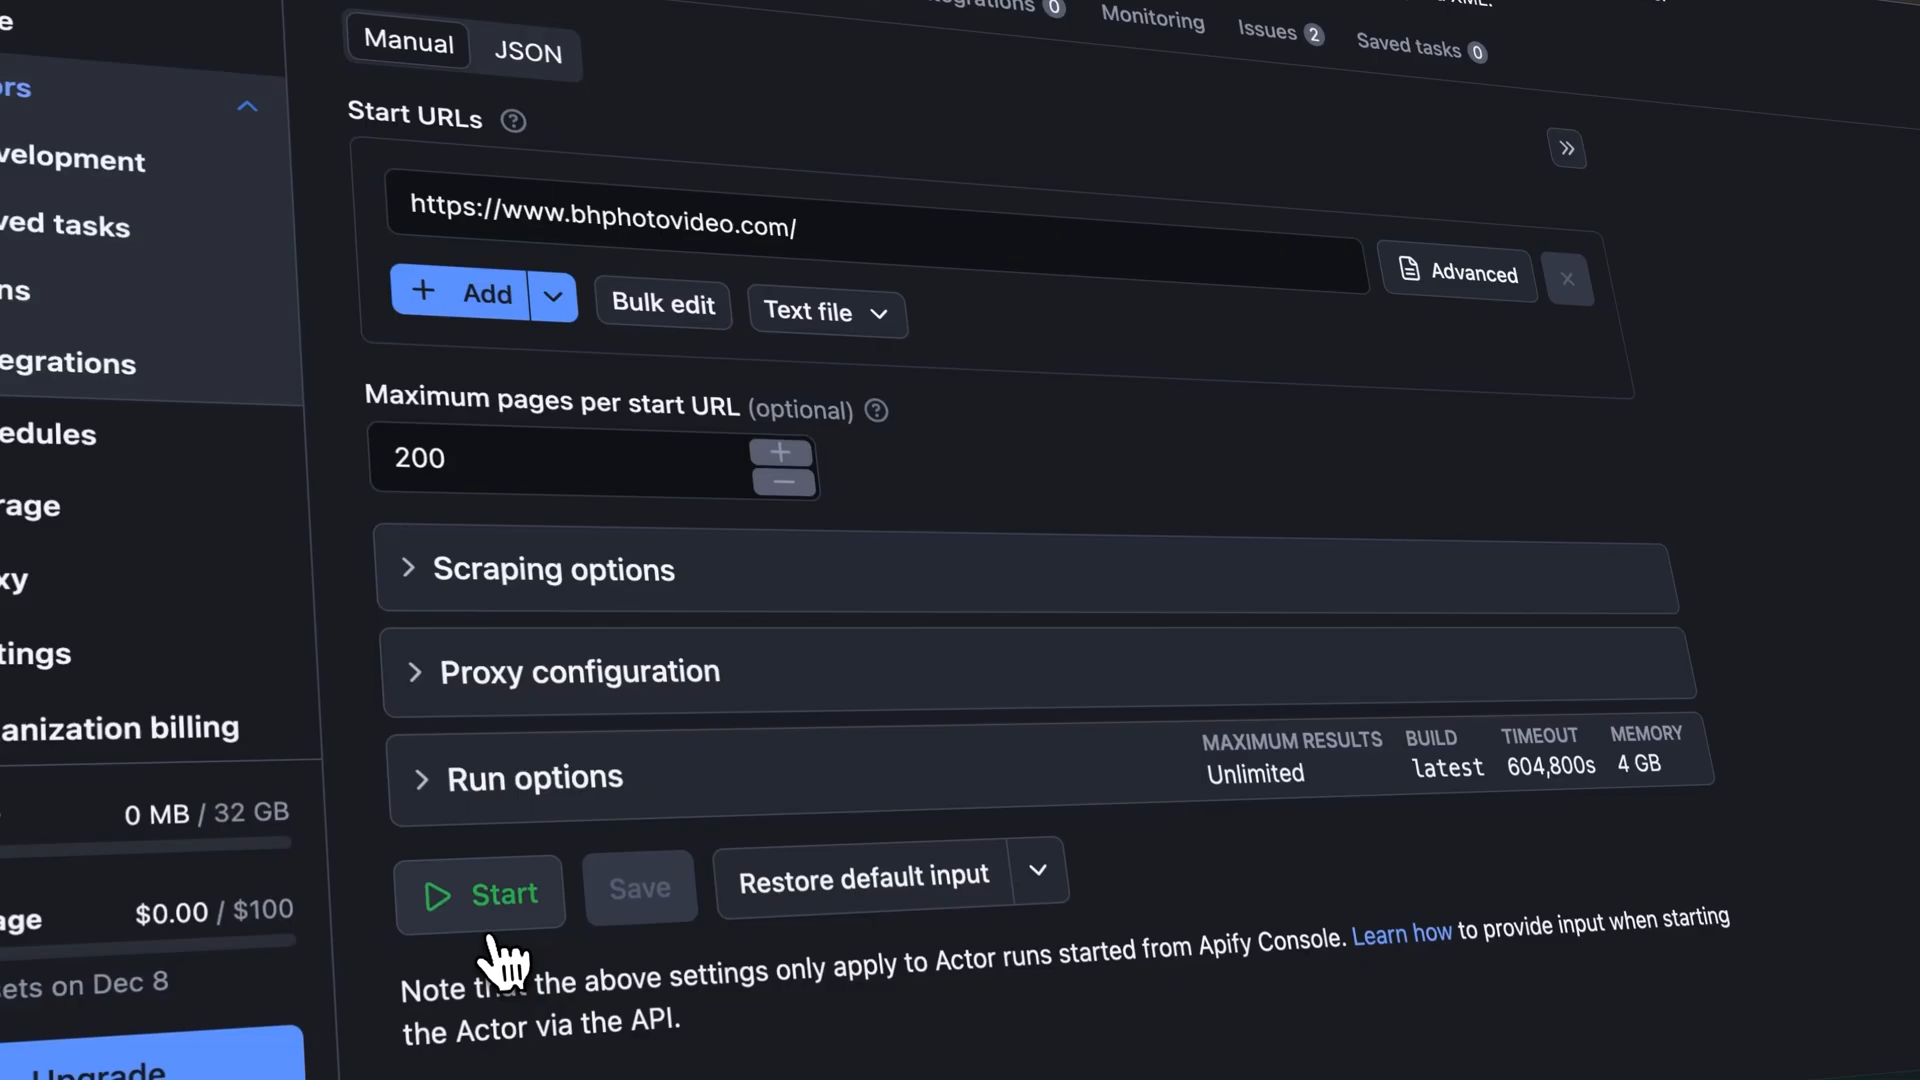 Monitoring
Issues 2
Saved tasks 0
Manual
JSON
Start URLs
https://www.bhphotovideo.com/
Advanced
Add
Bulk edit
Text file
Maximum pages per start URL (optional)
200
Scraping options
Proxy configuration
Run options
MAXIMUM RESULTS
Unlimited
BUILD
latest
TIMEOUT
604,800s
MEMORY
4 GB
Start
Save
Restore default input
Note the above settings only apply to Actor runs started from Apify Console. Learn how to provide input when starting
the Actor via the API.
rs
velopment
ved tasks
ns
egrations
edules
rage
xy
tings
anization billing
0 MB / 32 GB
age
$0.00 / $100
sets on Dec 8
Upgrade